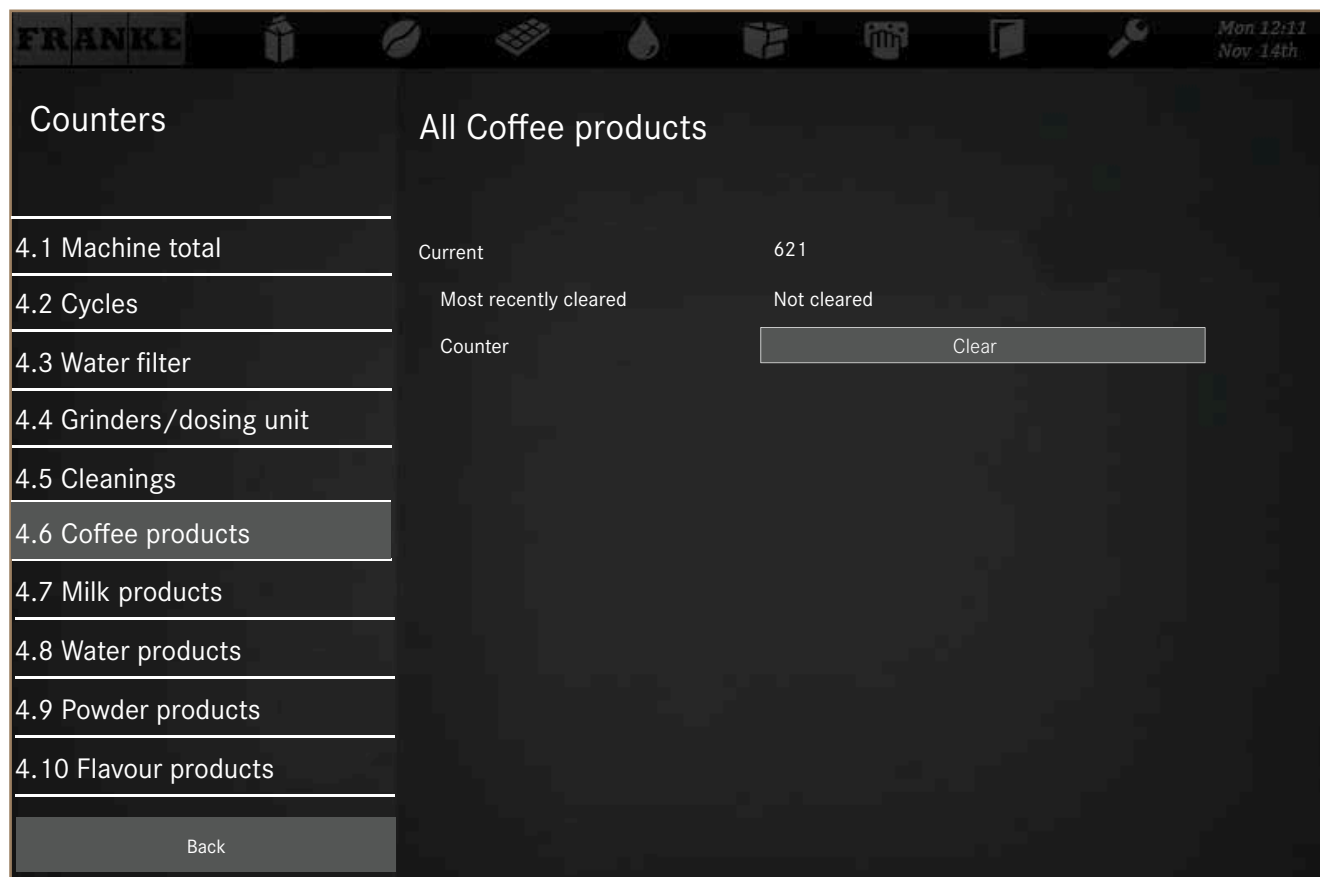 FRANKE
Mon 12:11
Nov 14th
Counters
4.1 Machine total
4.2 Cycles
4.3 Water filter
4.4 Grinders/dosing unit
4.5 Cleanings
4.6 Coffee products
4.7 Milk products
4.8 Water products
4.9 Powder products
4.10 Flavour products
Back
All Coffee products
Current 621
Most recently cleared Not cleared
Counter Clear